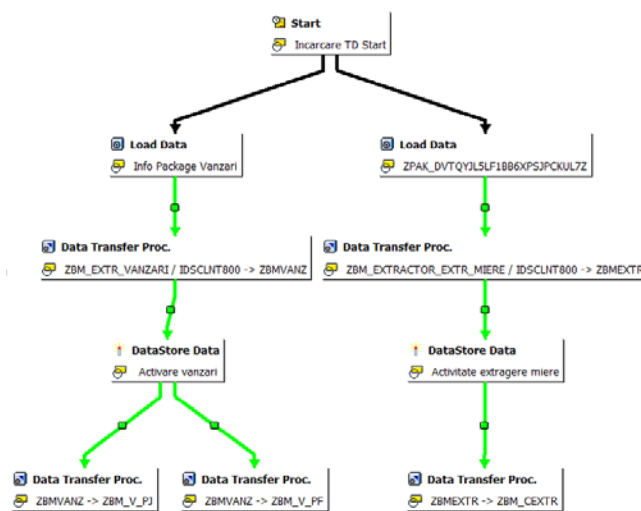 Start
Incarcare TD Start
Load Data
Info Package Vanzari
Load Data
ZPAK_DVTQYJL5LF1BB6XPSJPCKUL7Z
Data Transfer Proc.
ZBM_EXTR_VANZARI / IDSCLNT800 -> ZBMVANZ
Data Transfer Proc.
ZBM_EXTRACTOR_EXTR_MIERE / IDSCLNT800 -> ZBMEXTR
DataStore Data
Activare vanzari
DataStore Data
Activitate extragere miere
Data Transfer Proc.
ZBMVANZ -> ZBM_V_PJ
Data Transfer Proc.
ZBMVANZ -> ZBM_V_PF
Data Transfer Proc.
ZBMEXTR -> ZBM_CEXTR